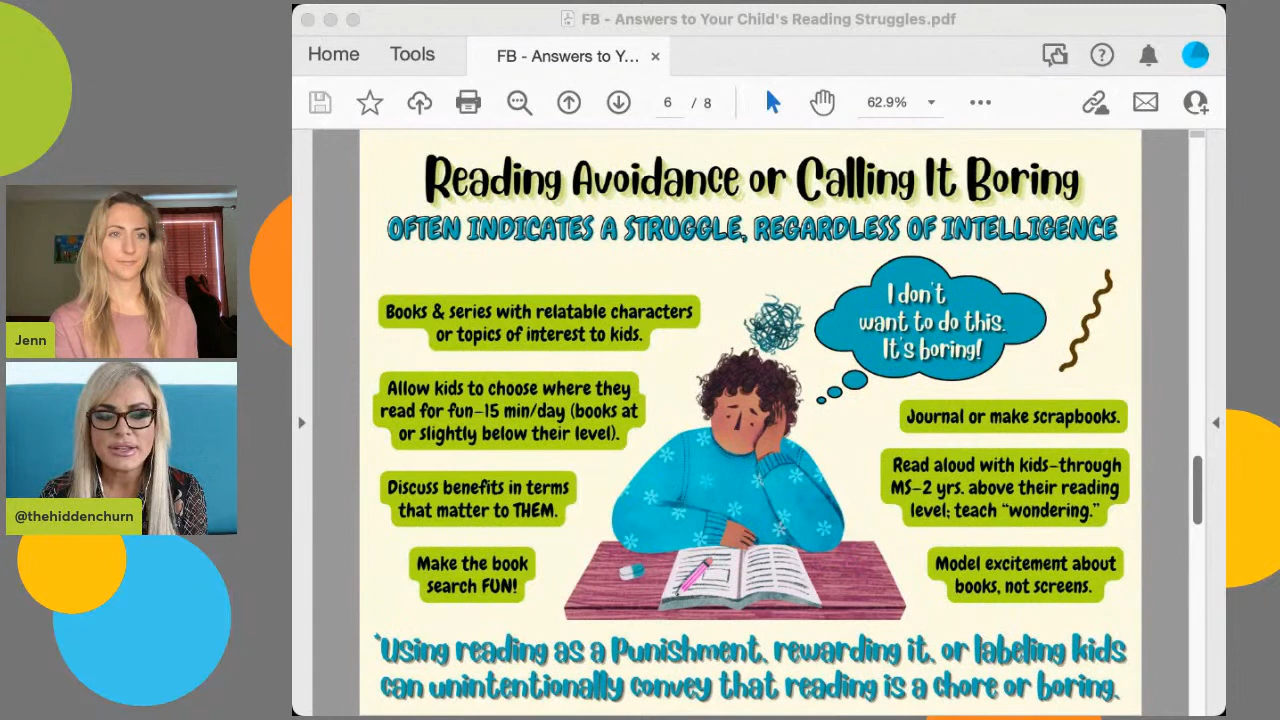 FB - Answers to Your Child's Reading Struggles.pdf
Home
Tools
FB - Answers to Y... ×
6 / 8
62.9%
Reading Avoidance or Calling It Boring
OFTEN INDICATES A STRUGGLE, REGARDLESS OF INTELLIGENCE
I don't
want to do this.
It's boring!
Books & series with relatable characters
or topics of interest to kids.
Allow kids to choose where they
read for fun–15 min/day (books at
or slightly below their level).
Discuss benefits in terms
that matter to THEM.
Make the book
search FUN!
Journal or make scrapbooks.
Read aloud with kids–through
MS–2 yrs. above their reading
level; teach “wondering.”
Model excitement about
books, not screens.
*Using reading as a Punishment, rewarding it, or labeling kids
can unintentionally convey that reading is a chore or boring.
Jenn
@thehiddenchurn